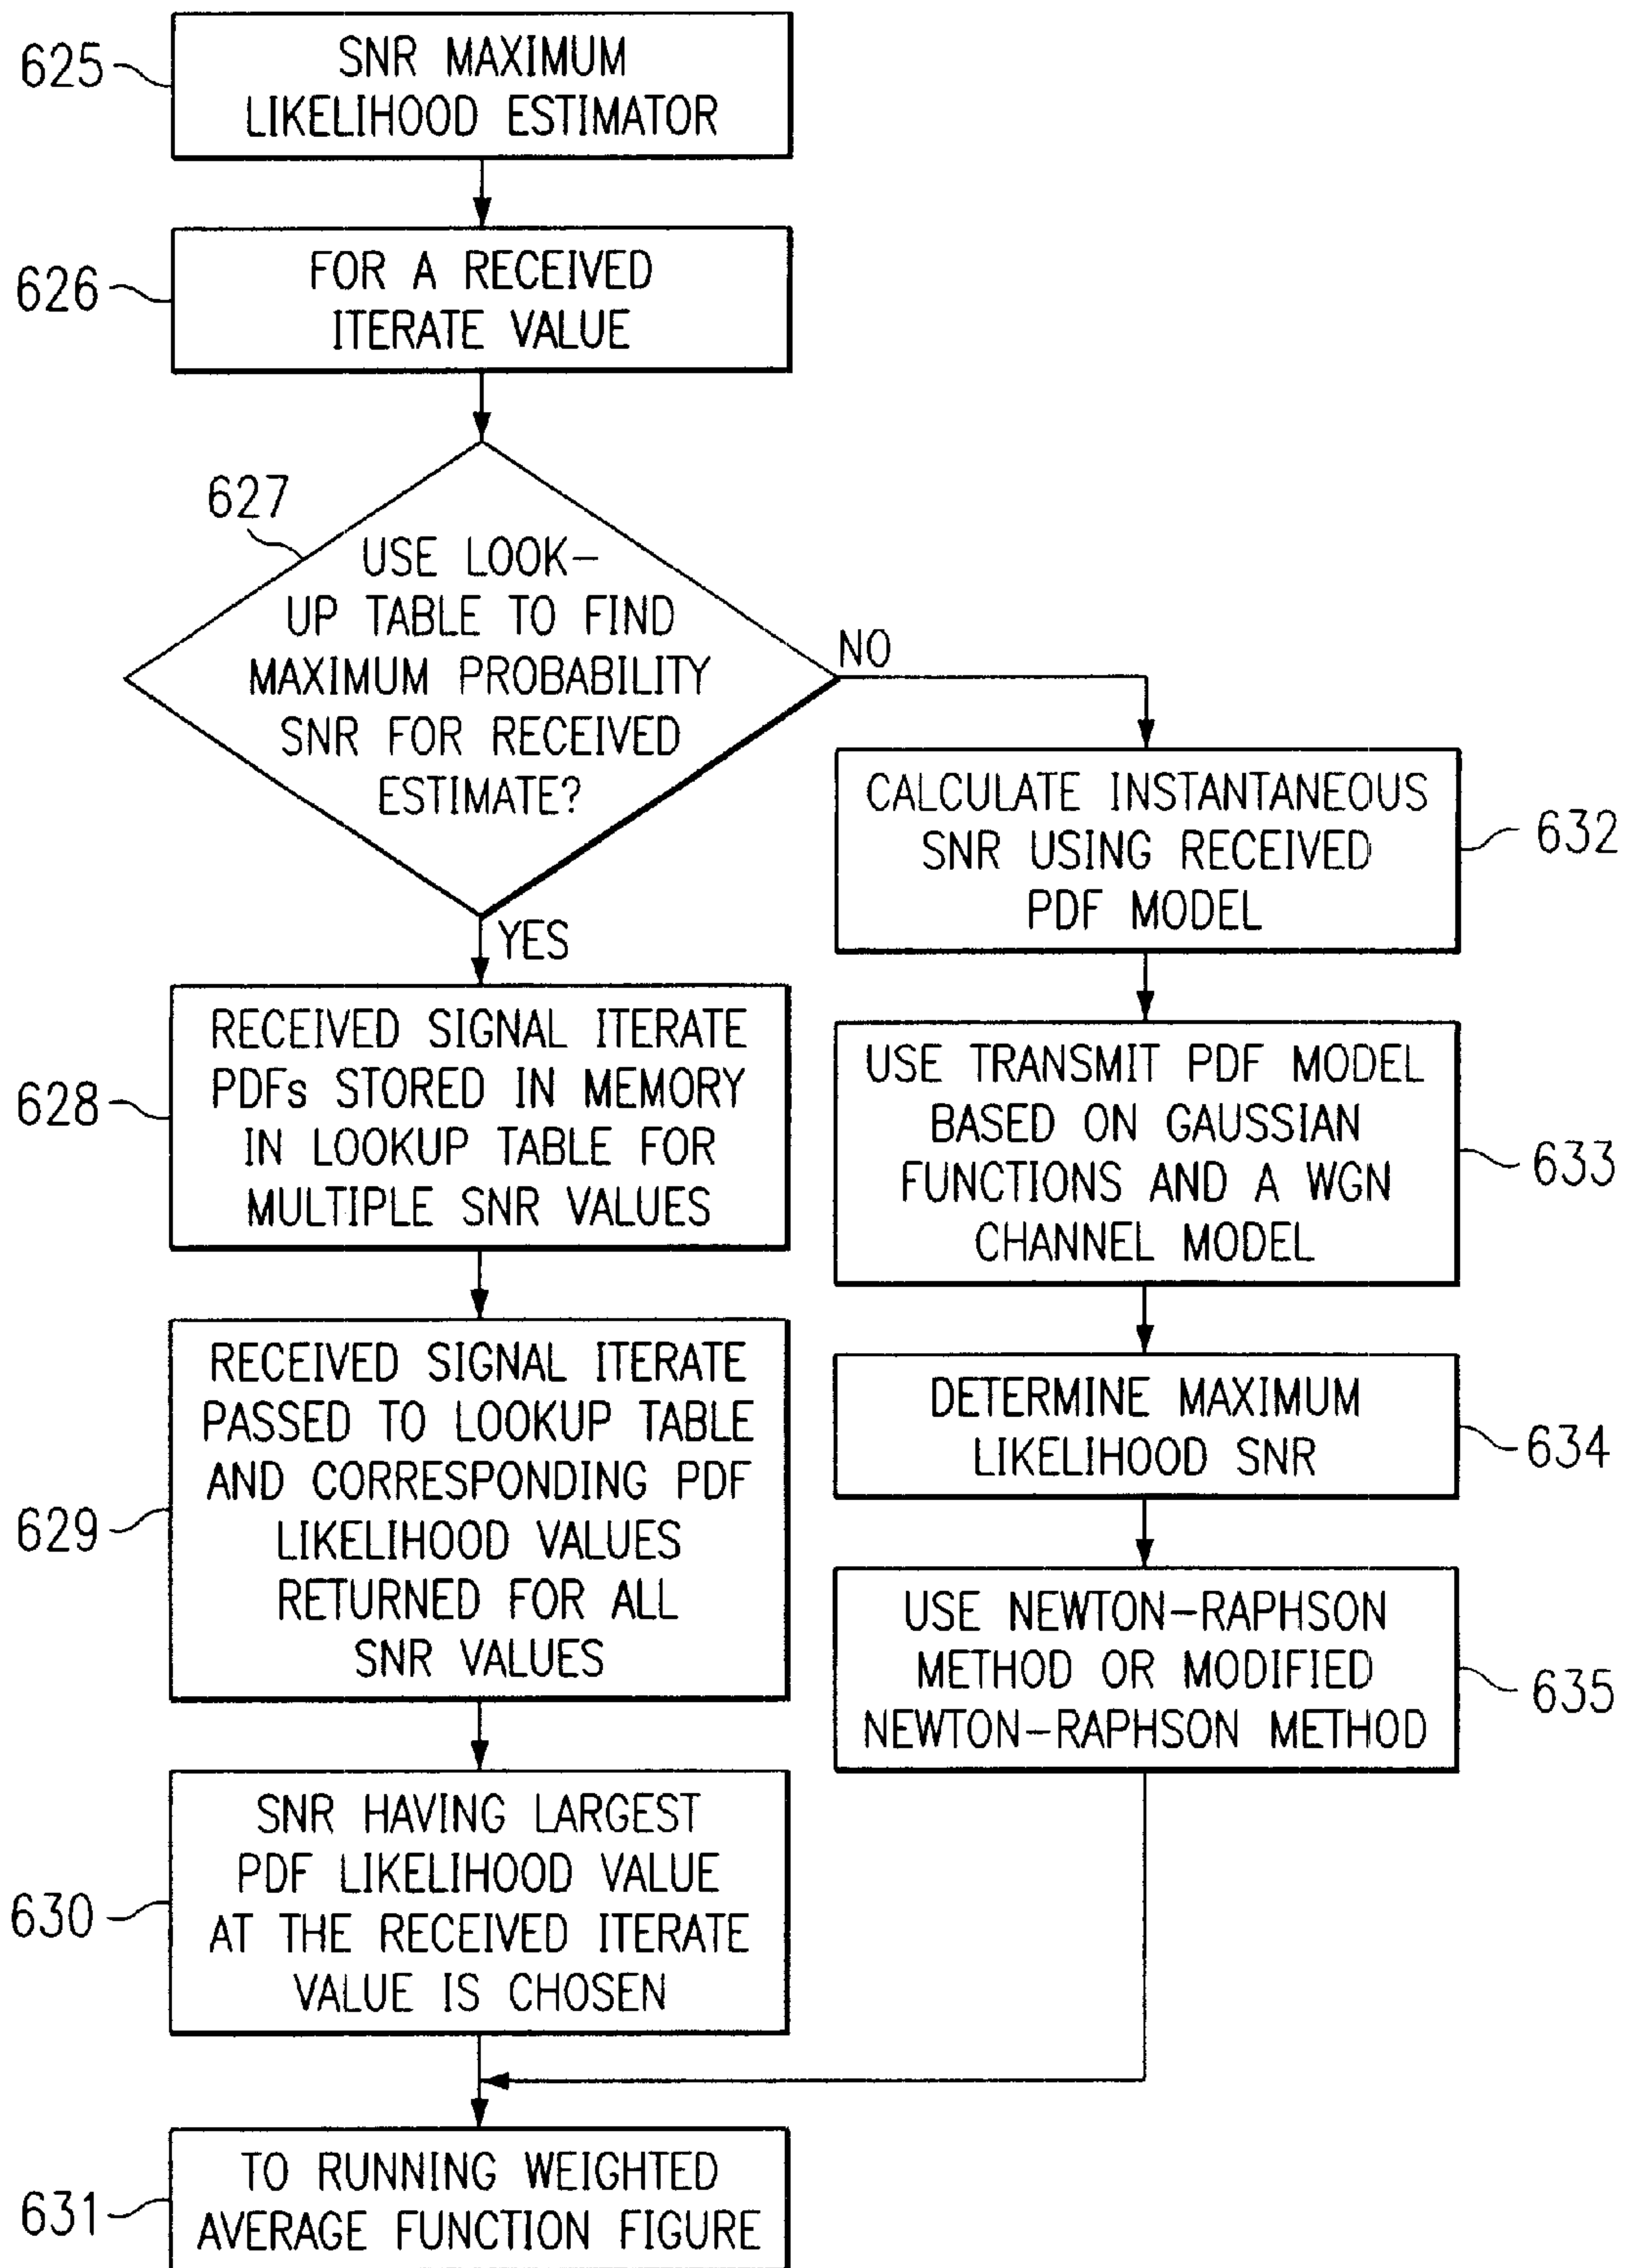 625
SNR MAXIMUM
LIKELIHOOD ESTIMATOR
626
FOR A RECEIVED
ITERATE VALUE
627
USE LOOK-
UP TABLE TO FIND
MAXIMUM PROBABILITY
SNR FOR RECEIVED
ESTIMATE?
NO
YES
628
RECEIVED SIGNAL ITERATE
PDFs STORED IN MEMORY
IN LOOKUP TABLE FOR
MULTIPLE SNR VALUES
629
RECEIVED SIGNAL ITERATE
PASSED TO LOOKUP TABLE
AND CORRESPONDING PDF
LIKELIHOOD VALUES
RETURNED FOR ALL
SNR VALUES
630
SNR HAVING LARGEST
PDF LIKELIHOOD VALUE
AT THE RECEIVED ITERATE
VALUE IS CHOSEN
CALCULATE INSTANTANEOUS
SNR USING RECEIVED
PDF MODEL
632
USE TRANSMIT PDF MODEL
BASED ON GAUSSIAN
FUNCTIONS AND A WGN
CHANNEL MODEL
633
DETERMINE MAXIMUM
LIKELIHOOD SNR
634
USE NEWTON-RAPHSON
METHOD OR MODIFIED
NEWTON-RAPHSON METHOD
635
631
TO RUNNING WEIGHTED
AVERAGE FUNCTION FIGURE